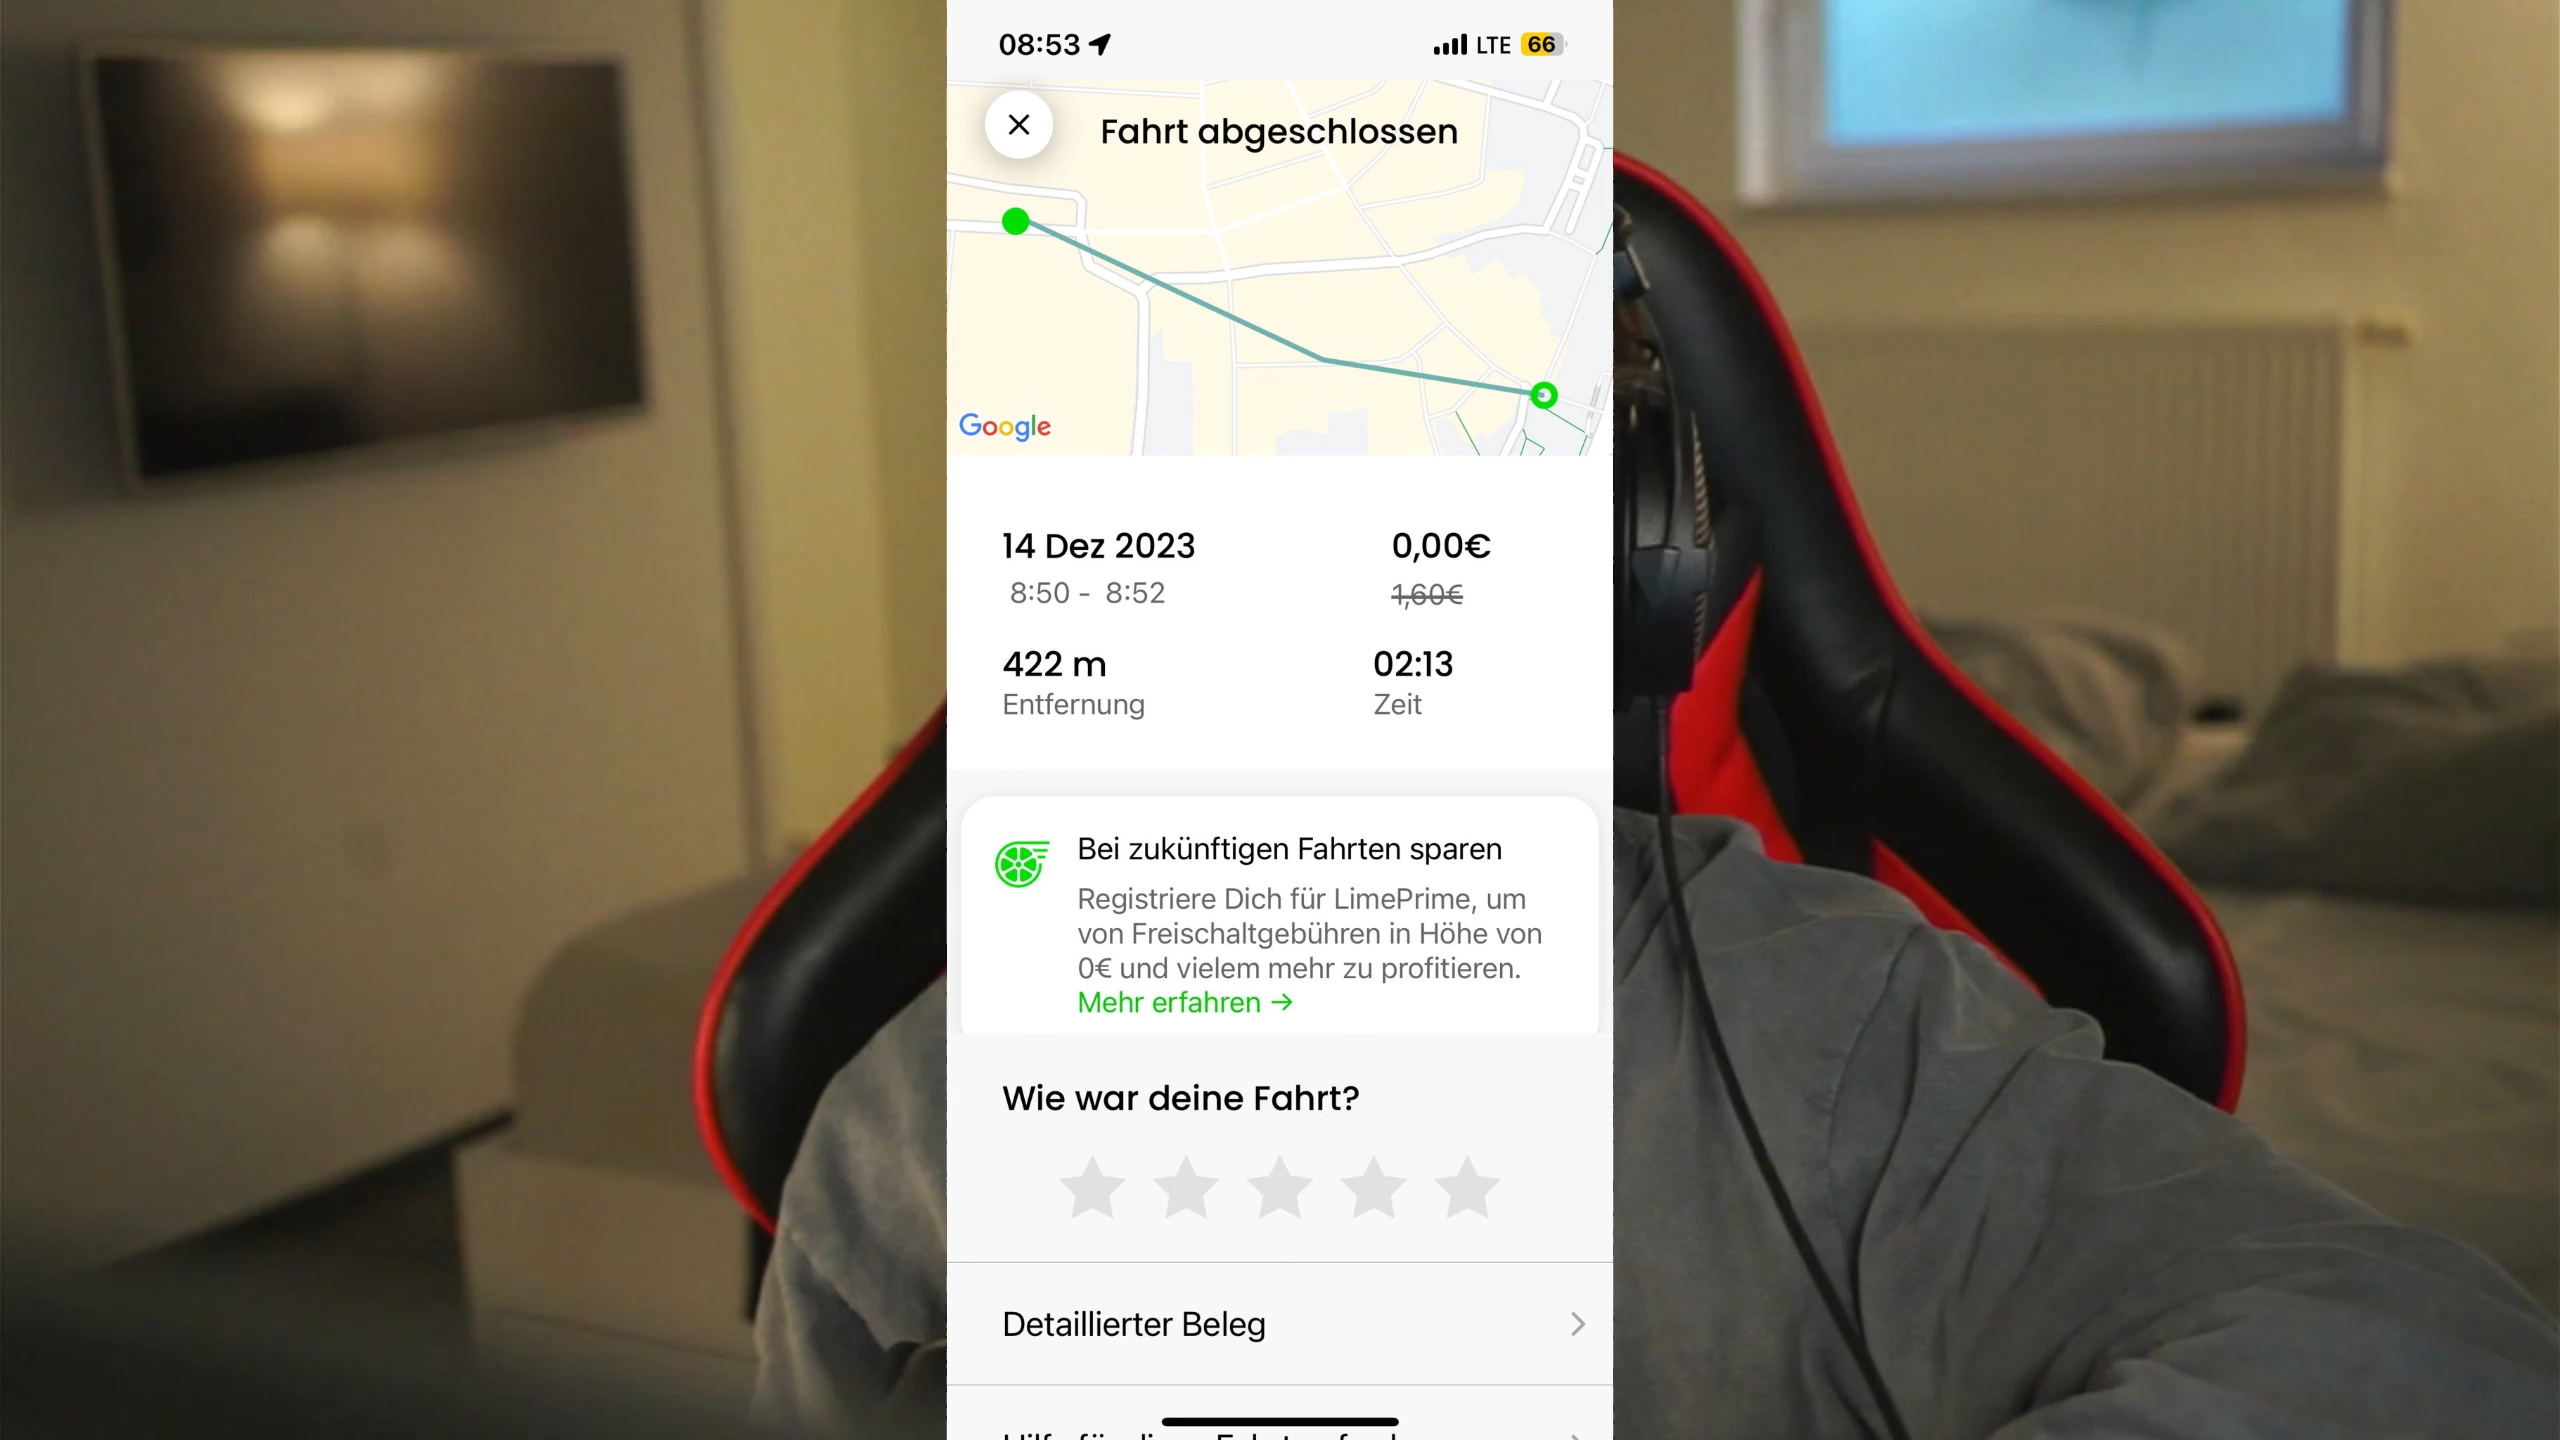 08:53
LTE 66
Fahrt abgeschlossen
Google
14 Dez 2023
0,00€
8:50 - 8:52
1,60€
422 m
02:13
Entfernung
Zeit
Bei zukünftigen Fahrten sparen
Registriere Dich für LimePrime, um
von Freischaltgebühren in Höhe von
0€ und vielem mehr zu profitieren.
Mehr erfahren →
Wie war deine Fahrt?
Detaillierter Beleg